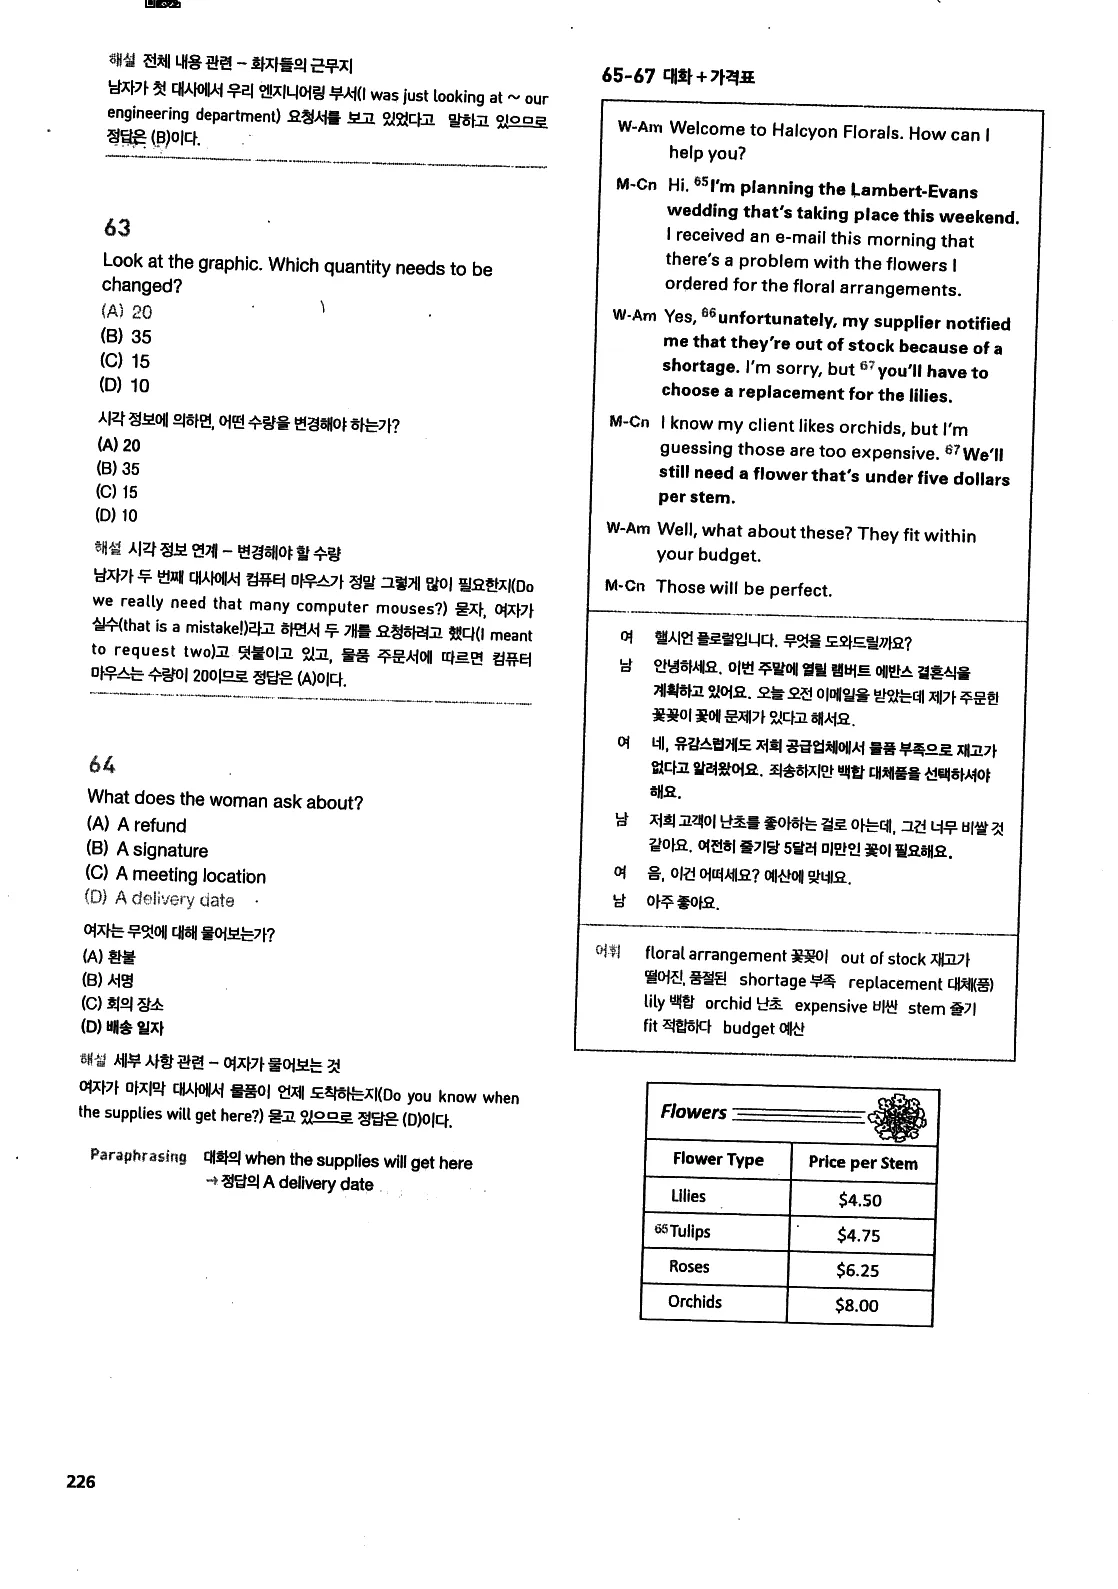 해설 전체 내용 관련 – 화자들의 근무지
남자가 첫 대사에서 우리 엔지니어링 부서(I was just looking at ~ our
engineering department) 요청서를 보고 있었다고 말하고 있으므로
정답은 (B)이다.
63
Look at the graphic. Which quantity needs to be
changed?
(A) 20
(B) 35
(C) 15
(D) 10
시각 정보에 의하면, 어떤 수량을 변경해야 하는가?
(A) 20
(B) 35
(C) 15
(D) 10
해설 시각 정보 연계 – 변경해야 할 수량
남자가 두 번째 대사에서 컴퓨터 마우스가 정말 그렇게 많이 필요한지(Do
we really need that many computer mouses?) 묻자, 여자가
실수(that is a mistake!)라고 하면서 두 개를 요청하려고 했다(I meant
to request two)고 덧붙이고 있고, 물품 주문서에 따르면 컴퓨터
마우스는 수량이 20이므로 정답은 (A)이다.
64
What does the woman ask about?
(A) A refund
(B) A signature
(C) A meeting location
(D) A delivery date
여자는 무엇에 대해 물어보는가?
(A) 환불
(B) 서명
(C) 회의 장소
(D) 배송 일자
해설 세부 사항 관련 – 여자가 물어보는 것
여자가 마지막 대사에서 물품이 언제 도착하는지(Do you know when
the supplies will get here?) 묻고 있으므로 정답은 (D)이다.
Paraphrasing 대화의 when the supplies will get here
→ 정답의 A delivery date
226
65-67 대화 + 가격표
W-Am Welcome to Halcyon Florals. How can I
help you?
M-Cn Hi. 65 I'm planning the Lambert-Evans
wedding that's taking place this weekend.
I received an e-mail this morning that
there's a problem with the flowers I
ordered for the floral arrangements.
W-Am Yes, 66 unfortunately, my supplier notified
me that they're out of stock because of a
shortage. I'm sorry, but 67 you'll have to
choose a replacement for the lilies.
M-Cn I know my client likes orchids, but I'm
guessing those are too expensive. 67 We'll
still need a flower that's under five dollars
per stem.
W-Am Well, what about these? They fit within
your budget.
M-Cn Those will be perfect.
여 핼시언 플로럴입니다. 무엇을 도와드릴까요?
남 안녕하세요. 이번 주말에 열릴 램버트 에반스 결혼식을
계획하고 있어요. 오늘 오전 이메일을 받았는데 제가 주문한
꽃꽂이 꽃에 문제가 있다고 해서요.
여 네, 유감스럽게도 저희 공급업체에서 물품 부족으로 재고가
없다고 알려왔어요. 죄송하지만 백합 대체품을 선택하셔야
해요.
남 저희 고객이 난초를 좋아하는 걸로 아는데, 그건 너무 비쌀 것
같아요. 여전히 줄기당 5달러 미만인 꽃이 필요해요.
여 음, 이건 어떠세요? 예산에 맞네요.
남 아주 좋아요.
어휘 floral arrangement 꽃꽂이 out of stock 재고가
떨어진, 품절된 shortage 부족 replacement 대체(품)
lily 백합 orchid 난초 expensive 비싼 stem 줄기
fit 적합하다 budget 예산
Flowers
Flower Type Price per Stem
Lilies $4.50
65 Tulips $4.75
Roses $6.25
Orchids $8.00